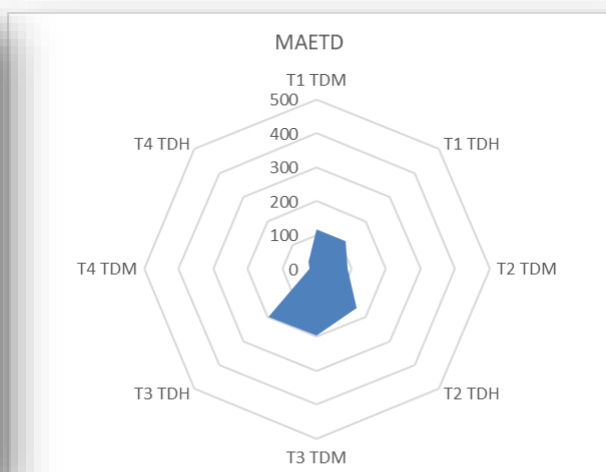 MAETD
T1 TDM
500
400
300
200
100
0
T1 TDH
T2 TDM
T2 TDH
T3 TDM
T3 TDH
T4 TDM
T4 TDH